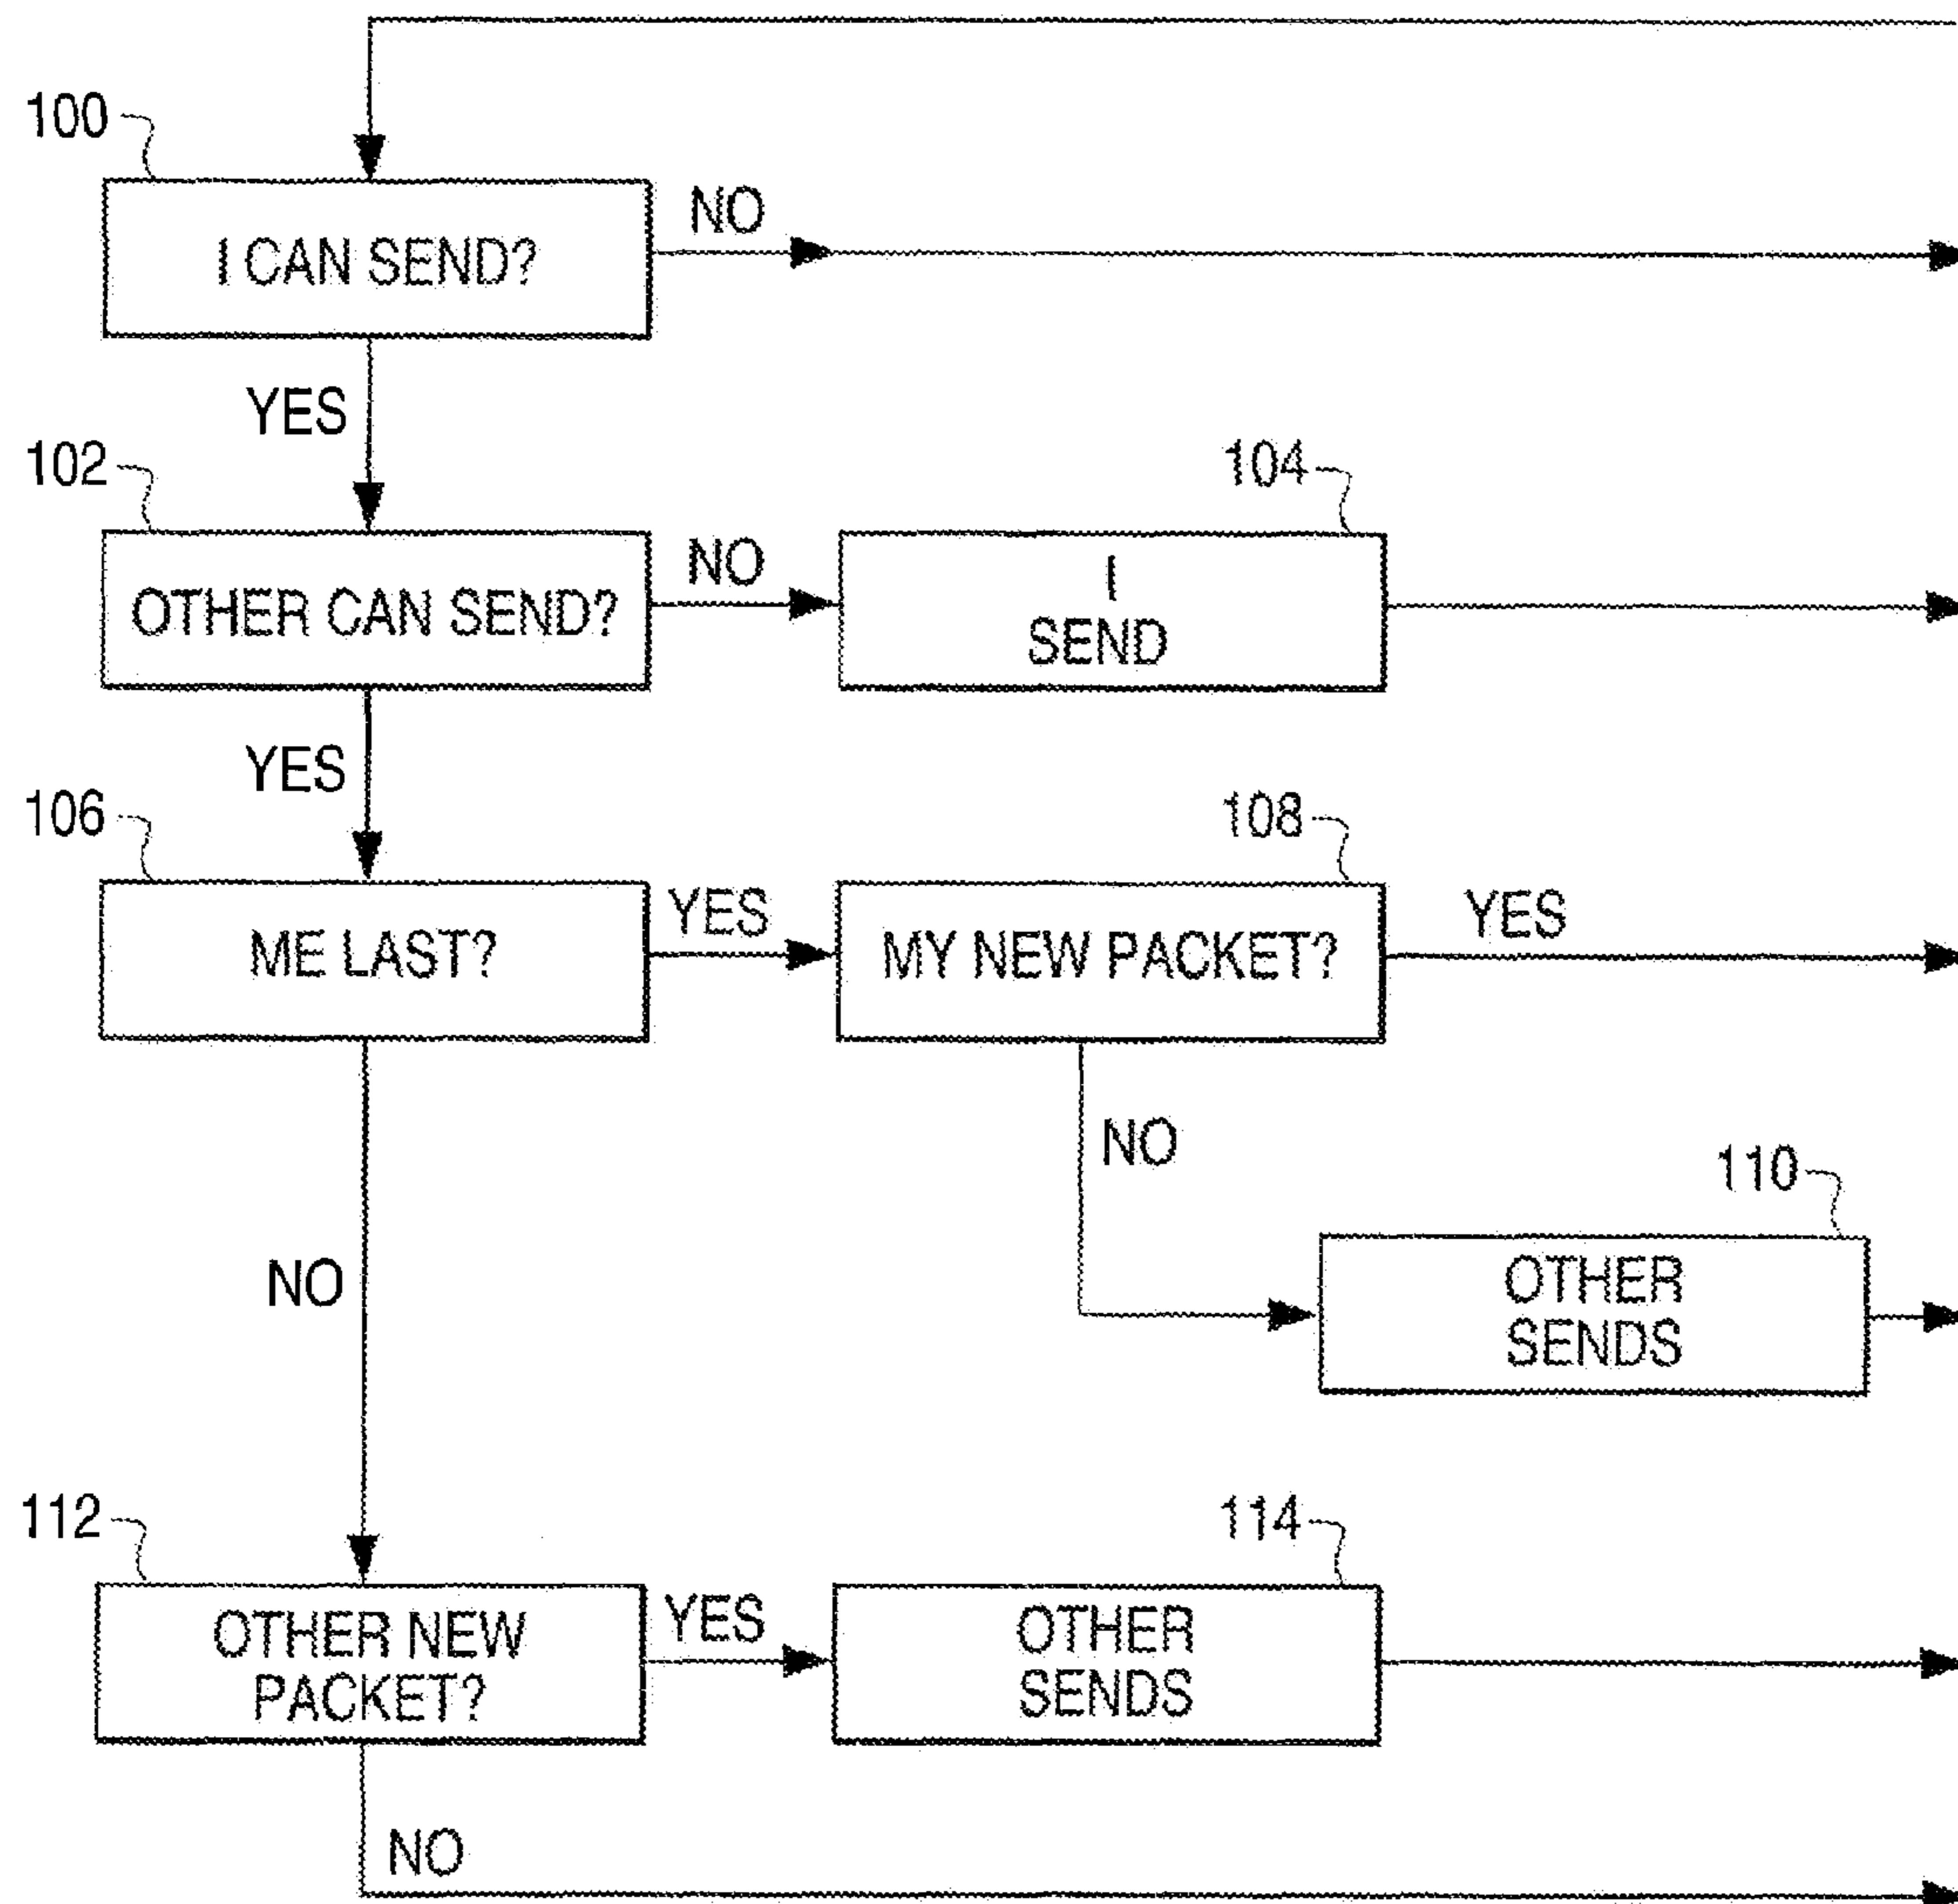 100
I CAN SEND?
NO
YES
102
104
OTHER CAN SEND?
NO
I
SEND
YES
106
108
ME LAST?
YES
MY NEW PACKET?
YES
NO
110
NO
OTHER
SENDS
112
114
OTHER NEW
PACKET?
YES
OTHER
SENDS
NO